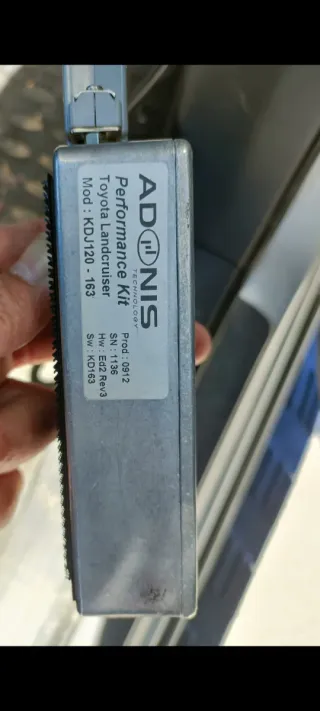 ADONIS
TECHNOLOGY
Performance Kit
Toyota Landcruiser
Mod : KDJ120 - 163
Prod : 0912
SN : 1136
Hw : Ed2 Rev3
Sw : KD163